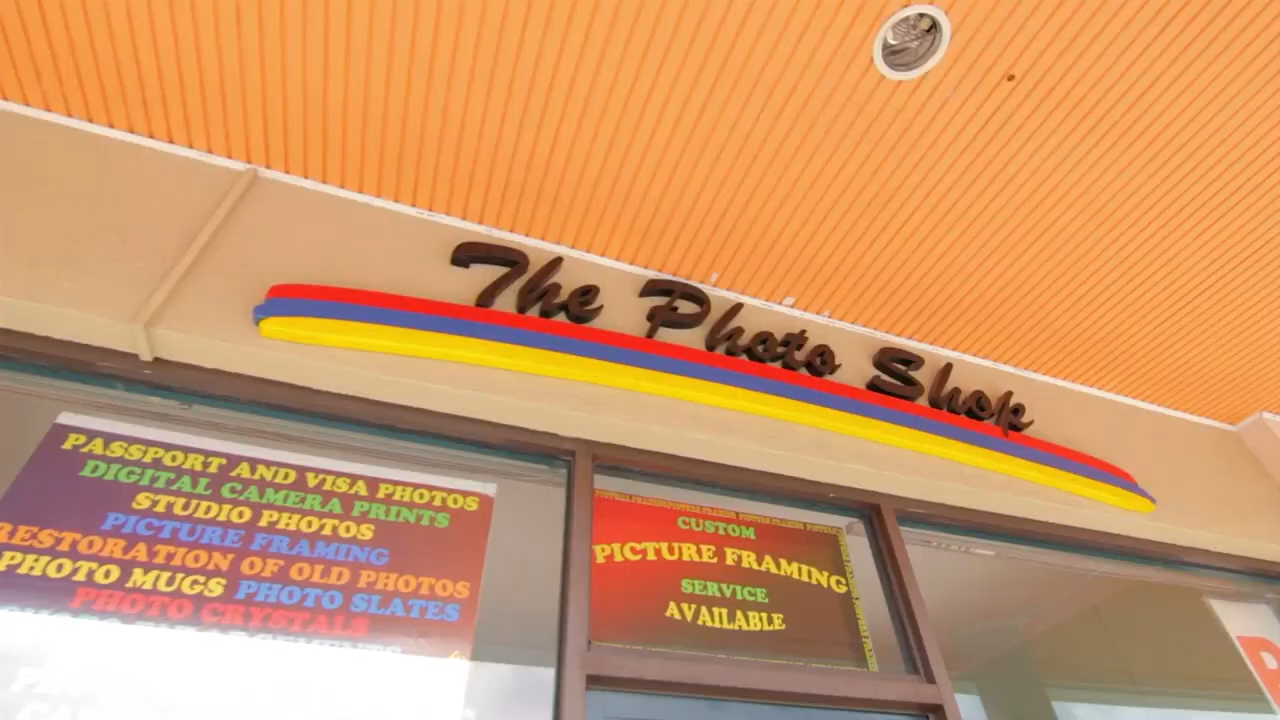 The Photo Shop
PASSPORT AND VISA PHOTOS
DIGITAL CAMERA PRINTS
STUDIO PHOTOS
PICTURE FRAMING
RESTORATION OF OLD PHOTOS
PHOTO MUGS PHOTO SLATES
PHOTO CRYSTALS
CUSTOM
PICTURE FRAMING
SERVICE
AVAILABLE